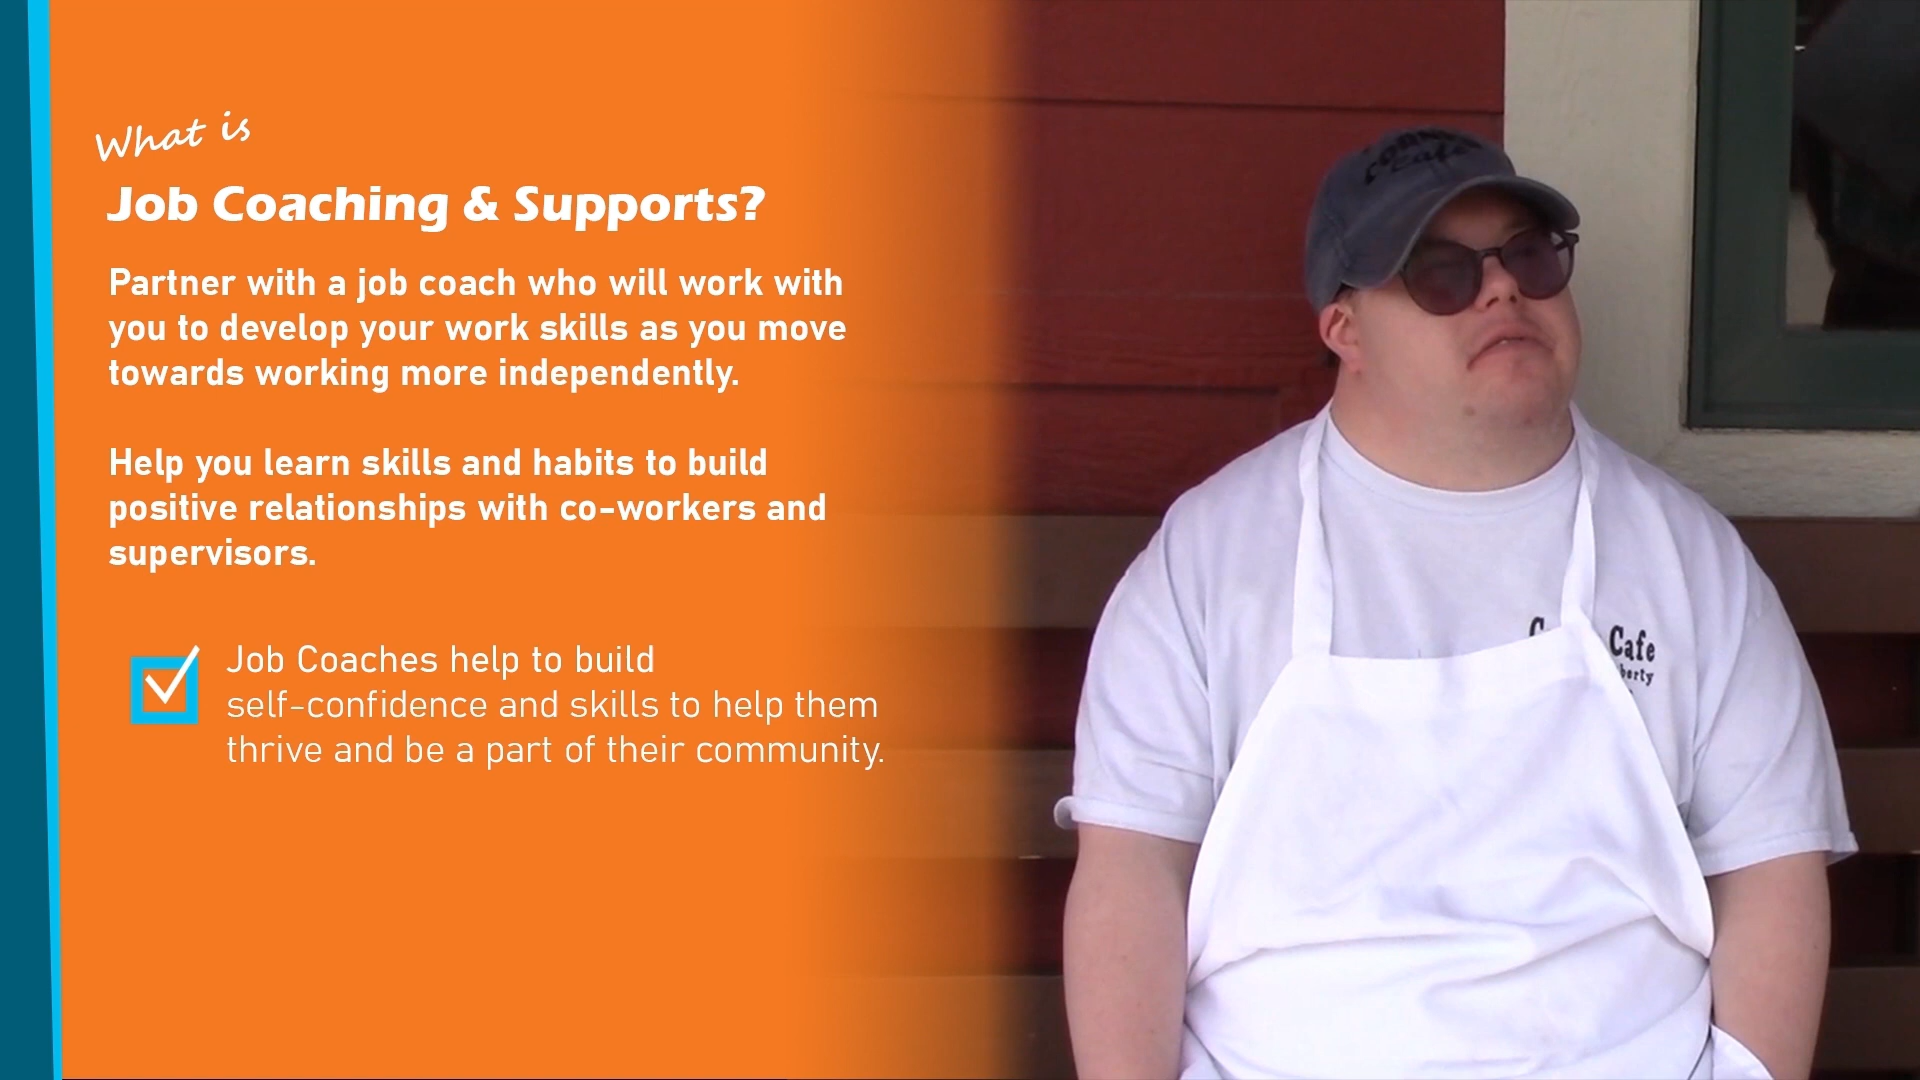 What is
Job Coaching & Supports?
Partner with a job coach who will work with
you to develop your work skills as you move
towards working more independently.
Help you learn skills and habits to build
positive relationships with co-workers and
supervisors.
Job Coaches help to build
self-confidence and skills to help them
thrive and be a part of their community.
Cafe
Cafe